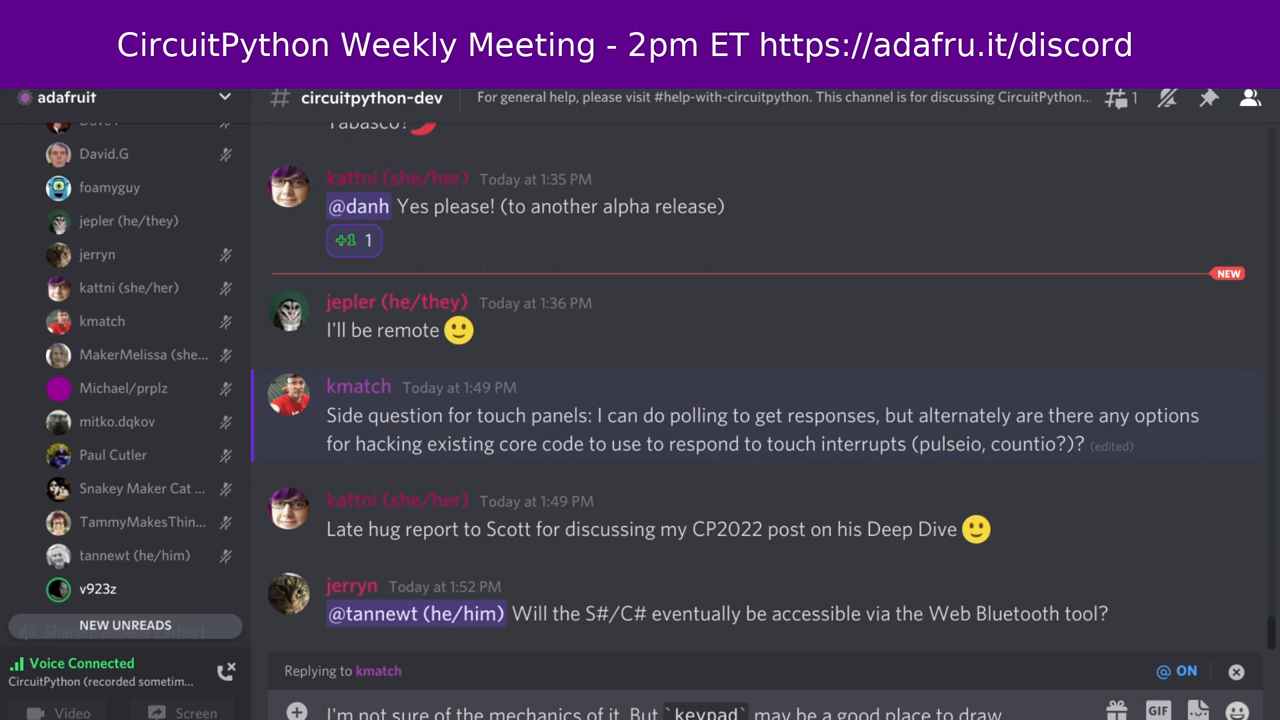 CircuitPython Weekly Meeting - 2pm ET https://adafru.it/discord
adafruit
# circuitpython-dev
For general help, please visit #help-with-circuitpython. This channel is for discussing CircuitPython...
1
David.G
foamyguy
jepler (he/they)
jerryn
kattni (she/her)
kmatch
MakerMelissa (she...
Michael/prplz
mitko.dqkov
Paul Cutler
Snakey Maker Cat ...
TammyMakesThin...
tannewt (he/him)
v923z
NEW UNREADS
Voice Connected
CircuitPython (recorded sometim...
Video
Screen
Tabasco!
kattni (she/her) Today at 1:35 PM
@danh Yes please! (to another alpha release)
+1 1
NEW
jepler (he/they) Today at 1:36 PM
I'll be remote 🙂
kmatch Today at 1:49 PM
Side question for touch panels: I can do polling to get responses, but alternately are there any options
for hacking existing core code to use to respond to touch interrupts (pulseio, countio?)? (edited)
kattni (she/her) Today at 1:49 PM
Late hug report to Scott for discussing my CP2022 post on his Deep Dive 🙂
jerryn Today at 1:52 PM
@tannewt (he/him) Will the S#/C# eventually be accessible via the Web Bluetooth tool?
Replying to kmatch
@ ON
I'm not sure of the mechanics of it. But `keypad` may be a good place to draw
GIF